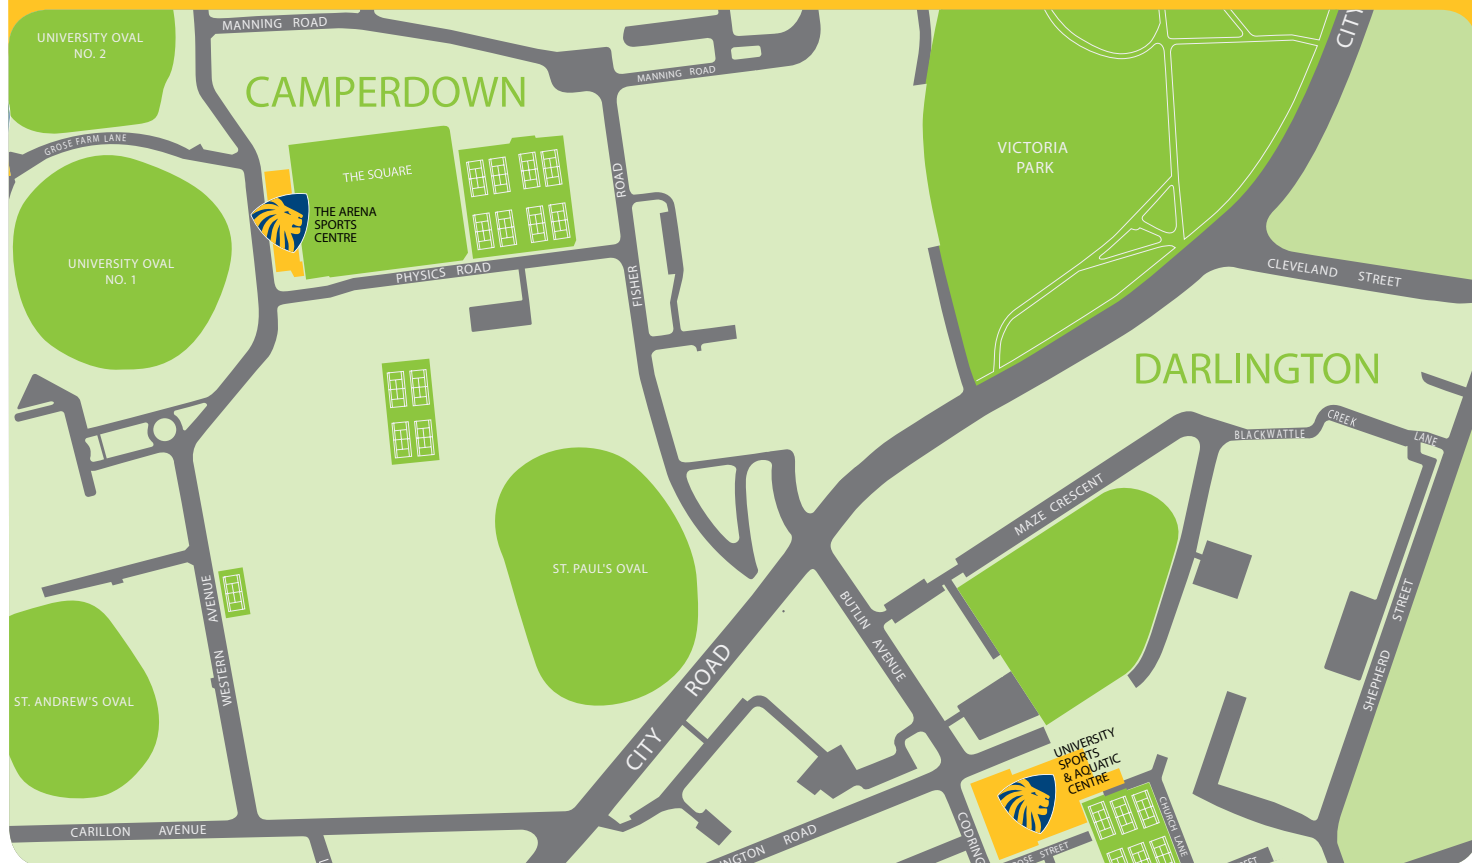 UNIVERSITY OVAL
NO. 2
MANNING ROAD
CITY
CAMPERDOWN
MANNING ROAD
GROSE FARM LANE
THE SQUARE
VICTORIA
PARK
ROAD
THE ARENA
SPORTS
CENTRE
UNIVERSITY OVAL
NO. 1
PHYSICS ROAD
FISHER
CLEVELAND STREET
DARLINGTON
BLACKWATTLE
CREEK
LANE
MAZE CRESCENT
ST. PAUL'S OVAL
WESTERN AVENUE
BUTLIN AVENUE
SHEPHERD STREET
CITY ROAD
ST. ANDREW'S OVAL
UNIVERSITY
SPORTS
& AQUATIC
CENTRE
CARILLON AVENUE
NGTON ROAD
CODRING
CHURCH LANE
OSE STREET